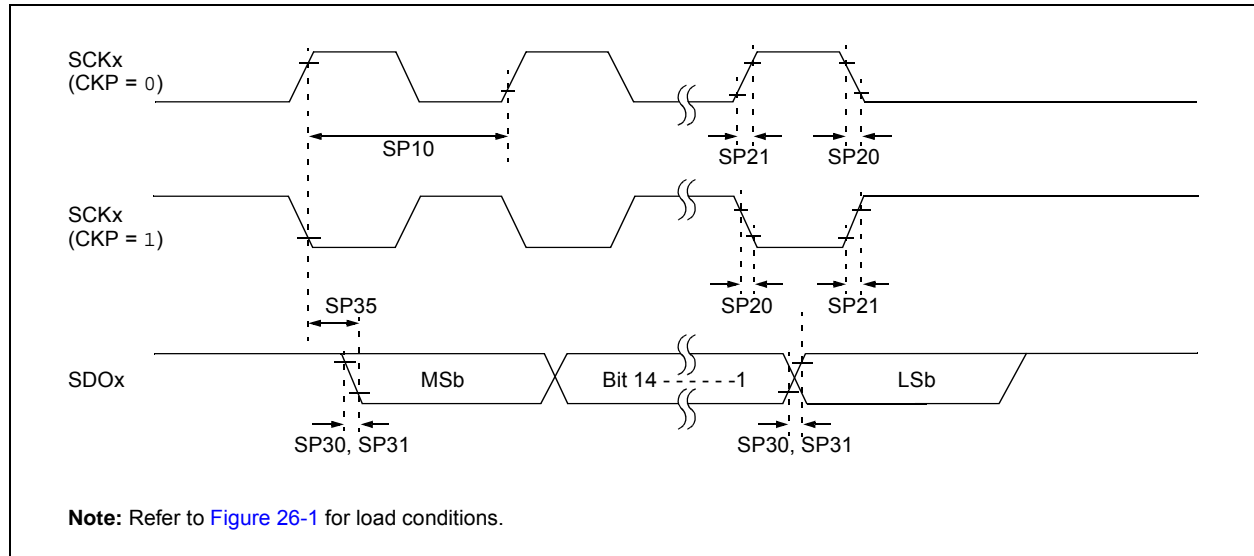 SCKx
(CKP = 0)
SP10
SP21
SP20
SCKx
(CKP = 1)
SP35
SP20
SP21
SDOx
MSb
Bit 14 - - - - - -1
LSb
SP30, SP31
SP30, SP31
Note: Refer to Figure 26-1 for load conditions.